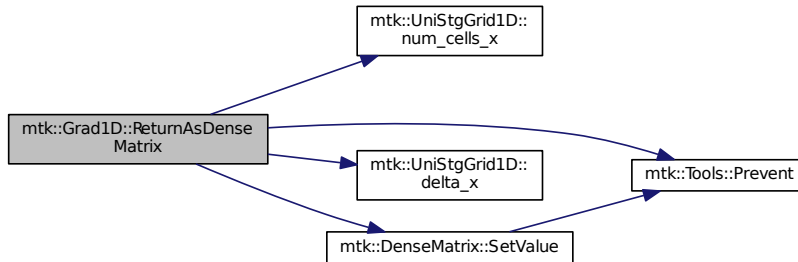 mtk::UniStgGrid1D::
num_cells_x
mtk::Grad1D::ReturnAsDense
Matrix
mtk::UniStgGrid1D::
delta_x
mtk::Tools::Prevent
mtk::DenseMatrix::SetValue